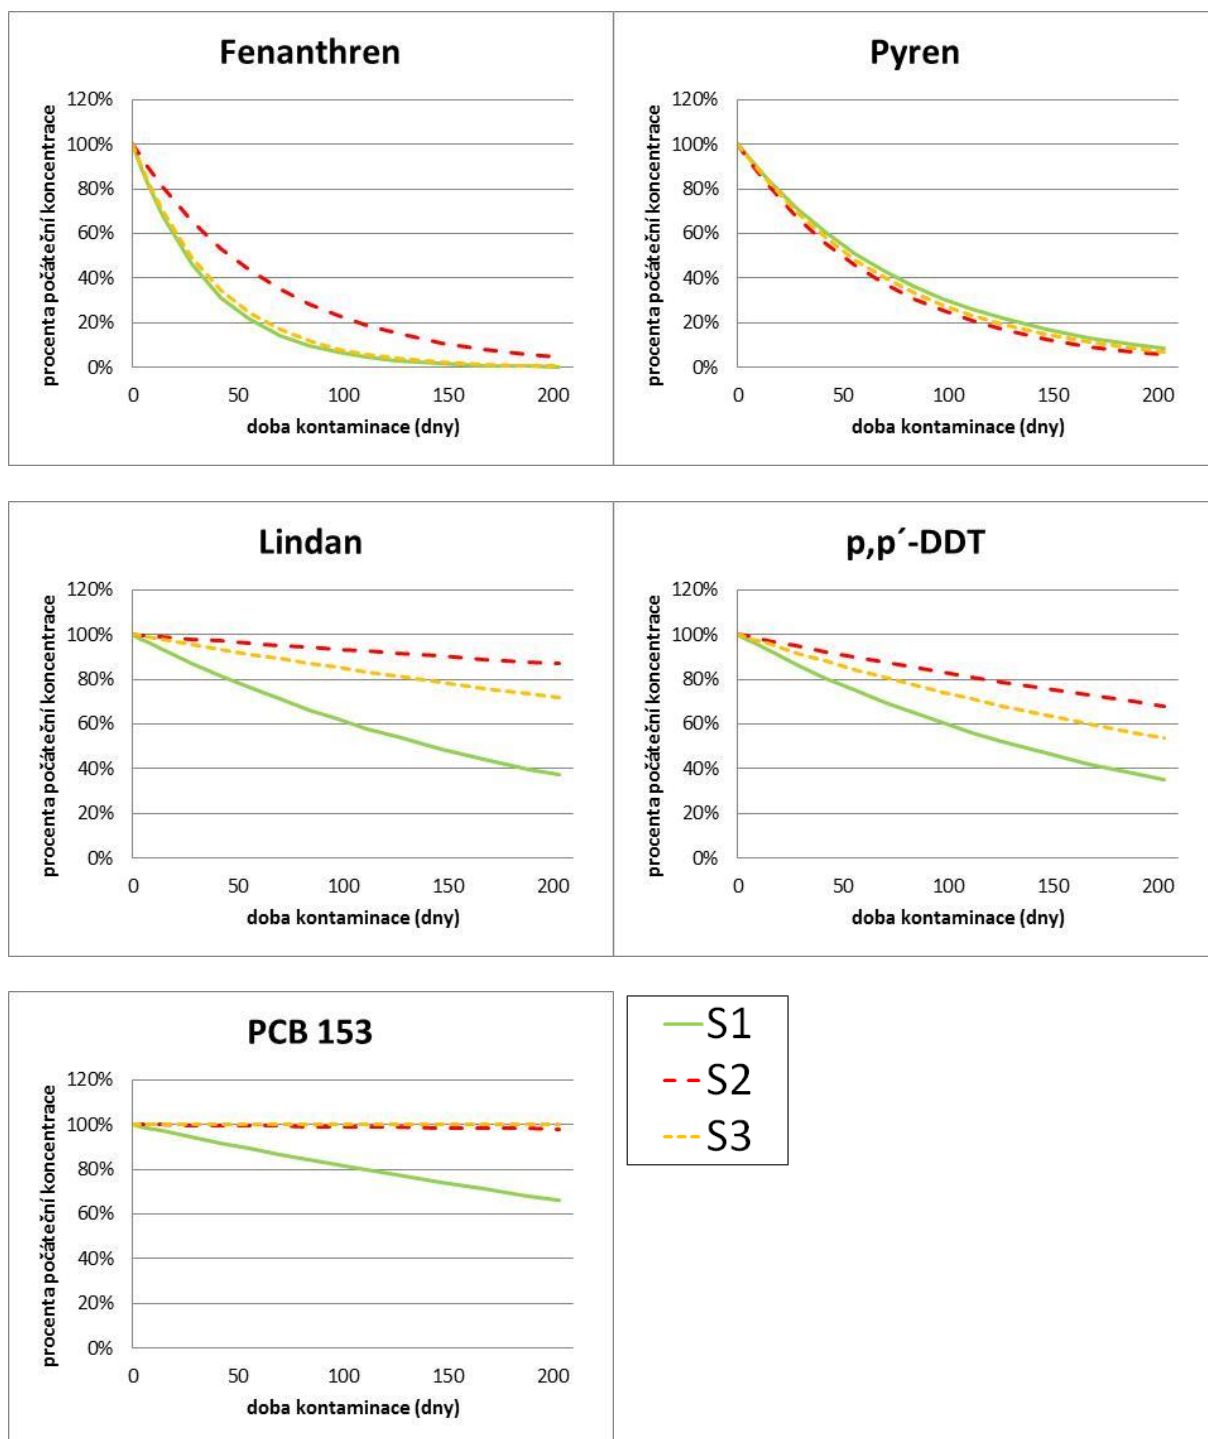 Fenanthren
procenta počáteční koncentrace
120%
100%
80%
60%
40%
20%
0%
0 50 100 150 200
doba kontaminace (dny)
Pyren
procenta počáteční koncentrace
120%
100%
80%
60%
40%
20%
0%
0 50 100 150 200
doba kontaminace (dny)
Lindan
procenta počáteční koncentrace
120%
100%
80%
60%
40%
20%
0%
0 50 100 150 200
doba kontaminace (dny)
p,p´-DDT
procenta počáteční koncentrace
120%
100%
80%
60%
40%
20%
0%
0 50 100 150 200
doba kontaminace (dny)
PCB 153
procenta počáteční koncentrace
120%
100%
80%
60%
40%
20%
0%
0 50 100 150 200
doba kontaminace (dny)
S1
S2
S3